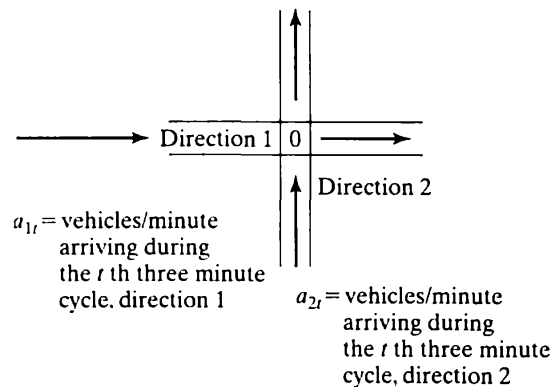 Direction 1 0
Direction 2
a1t = vehicles/minute
arriving during
the t th three minute
cycle, direction 1
a2t = vehicles/minute
arriving during
the t th three minute
cycle, direction 2